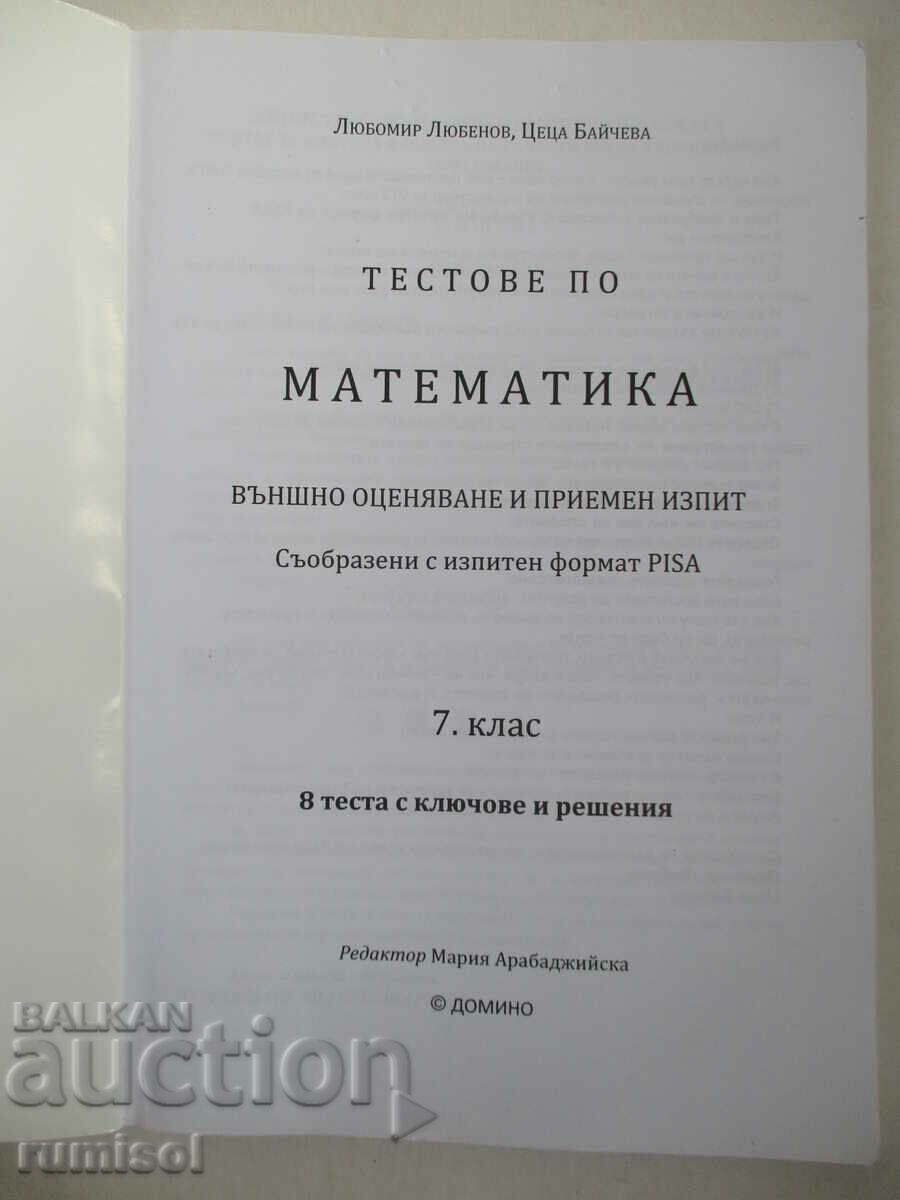 Любомир Любенов, Цеца Байчева
ТЕСТОВЕ ПО
МАТЕМАТИКА
ВЪНШНО ОЦЕНЯВАНЕ И ПРИЕМЕН ИЗПИТ
Съобразени с изпитен формат PISA
7. клас
8 теста с ключове и решения
Редактор Мария Арабаджийска
© ДОМИНО
BALKAN
auction
rumisol